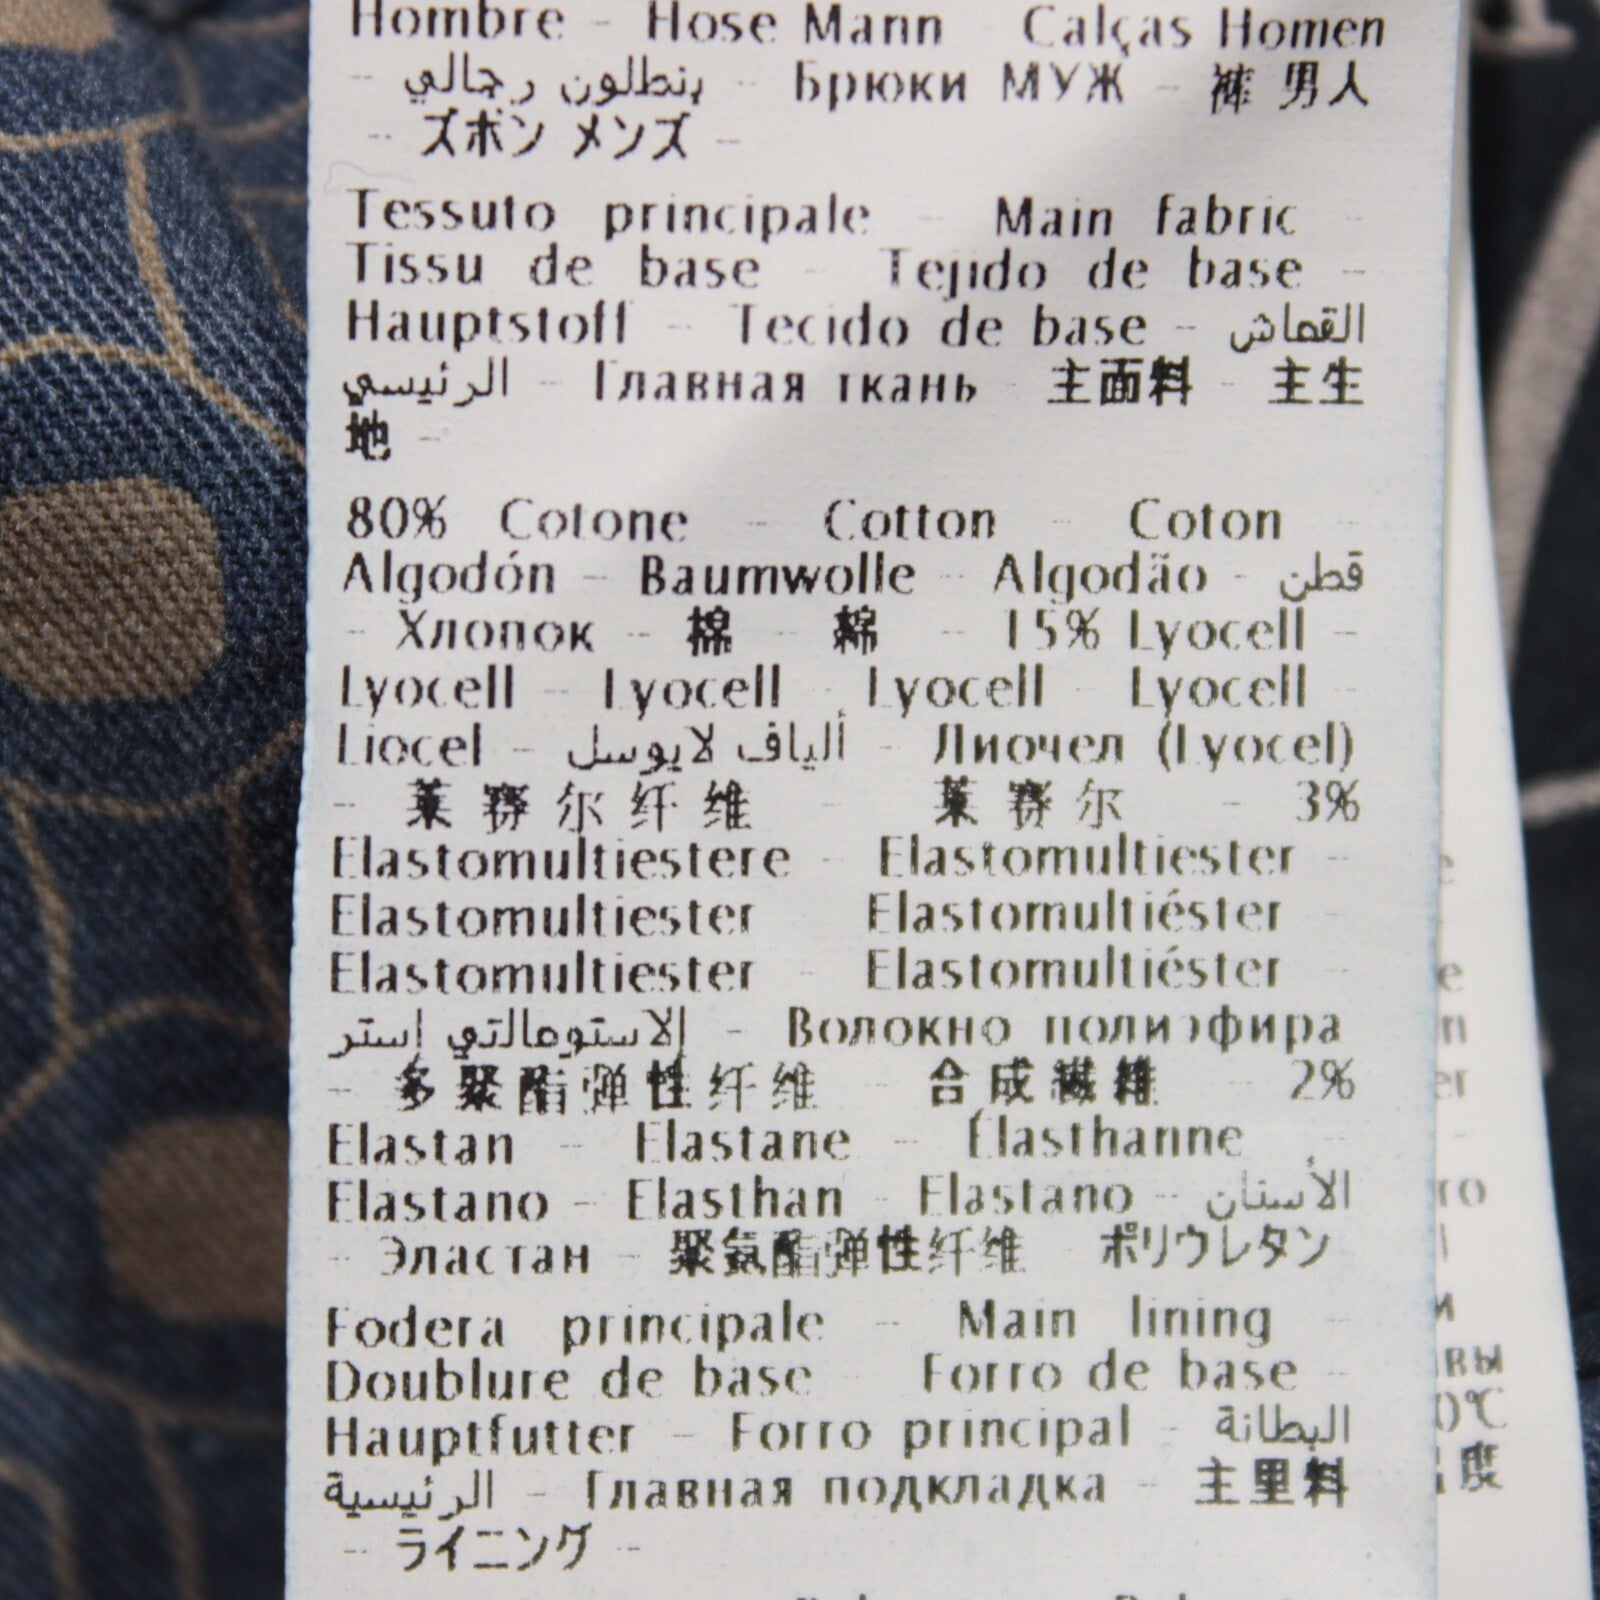 Hombre - Hose Mann - Calças Homen
- بنطلون رجالي - Брюки МУЖ - 裤 男人
- ズボン メンズ -
Tessuto principale - Main fabric -
Tissu de base - Tejido de base -
Hauptstoff - Tecido de base - القماش
الرئيسي - Главная ткань - 主面料 - 主生
地 -
80% Cotone - Cotton - Coton -
Algodón - Baumwolle - Algodão - قطن
- Хлопок - 棉 - 綿 - 15% Lyocell -
Lyocell - Lyocell - Lyocell - Lyocell -
Liocel - ألياف لايوسل - Лиочел (Lyocel)
- 莱赛尔纤维 - 莱赛尔 - 3%
Elastomultiestere - Elastomultiester -
Elastomultiester - Elastomultiéster -
Elastomultiester - Elastomultiéster -
الاستومالتي إستر - Волокно полиэфира
- 多聚酯弹性纤维 - 合成繊維 - 2%
Elastan - Elastane - Élasthanne -
Elastano - Elasthan - Elastano - الأستان
- Эластан - 聚氨酯弹性纤维 - ポリウレタン
Fodera principale - Main lining -
Doublure de base - Forro de base -
Hauptfutter - Forro principal - البطانة
الرئيسية - Главная подкладка - 主里料
- ライニング -